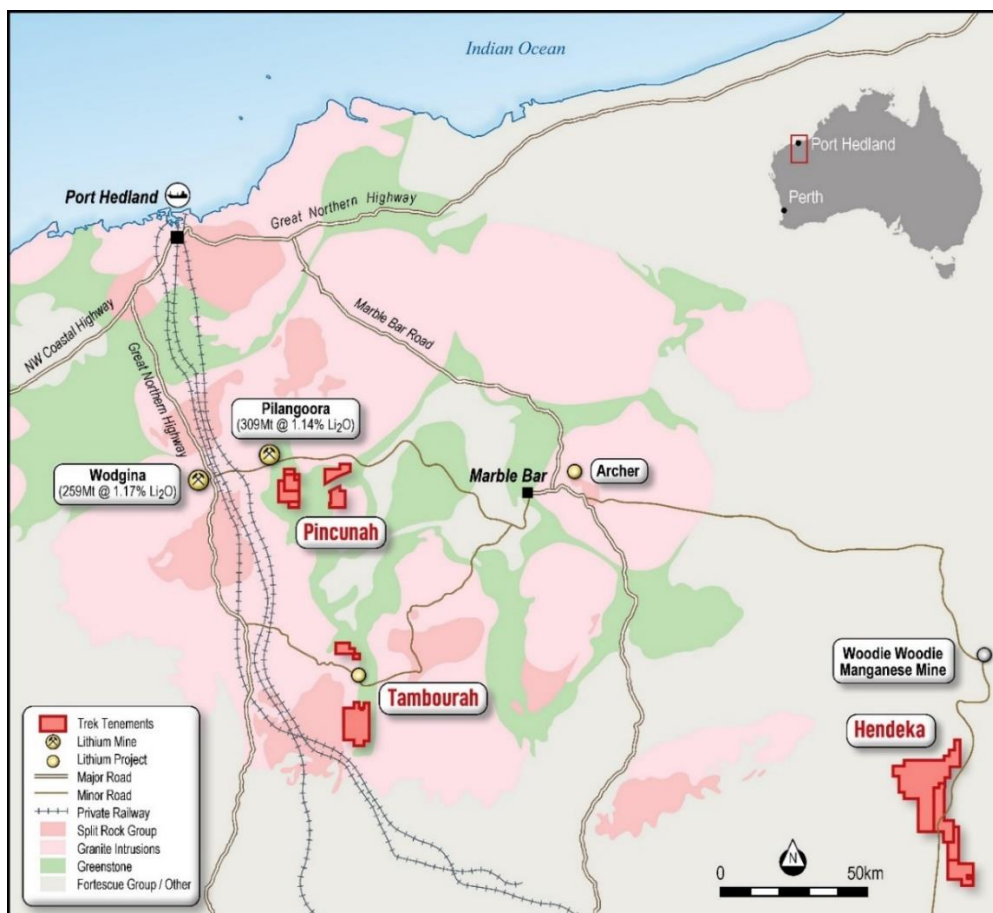 Indian Ocean
Port Hedland
Perth
Port Hedland
Great Northern Highway
NW Coastal Highway
Marble Bar Road
Great Northern Highway
Pilangoora
(309Mt @ 1.14% Li₂O)
Wodgina
(259Mt @ 1.17% Li₂O)
Marble Bar
Archer
Pincunah
Woodie Woodie
Manganese Mine
Tambourah
Hendeka
Trek Tenements
Lithium Mine
Lithium Project
Major Road
Minor Road
Private Railway
Split Rock Group
Granite Intrusions
Greenstone
Fortescue Group / Other
N
0
50km